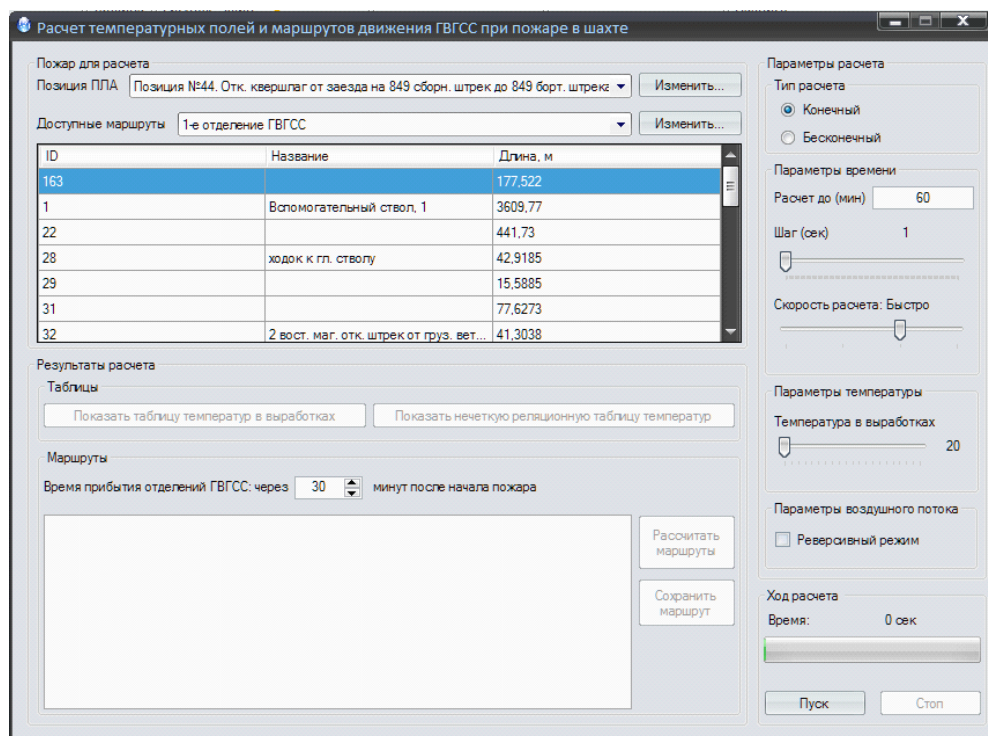 Расчет температурных полей и маршрутов движения ГВГСС при пожаре в шахте
Пожар для расчета
Позиция ПЛА Позиция №44. Отк. квершлаг от заезда на 849 сборн. штрек до 849 борт. штрека Изменить...
Доступные маршруты 1-е отделение ГВГСС Изменить...
ID Название Длина, м
163 177,522
1 Вспомогательный ствол, 1 3609,77
22 441,73
28 ходок к гл. стволу 42,9185
29 15,5885
31 77,6273
32 2 вост. маг. отк. штрек от груз. вет... 41,3038
Результаты расчета
Таблицы
Показать таблицу температур в выработках Показать нечеткую реляционную таблицу температур
Маршруты
Время прибытия отделений ГВГСС: через 30 минут после начала пожара
Рассчитать
маршруты
Сохранить
маршрут
Параметры расчета
Тип расчета
Конечный
Бесконечный
Параметры времени
Расчет до (мин) 60
Шаг (сек) 1
Скорость расчета: Быстро
Параметры температуры
Температура в выработках
20
Параметры воздушного потока
Реверсивный режим
Ход расчета
Время: 0 сек
Пуск Стоп